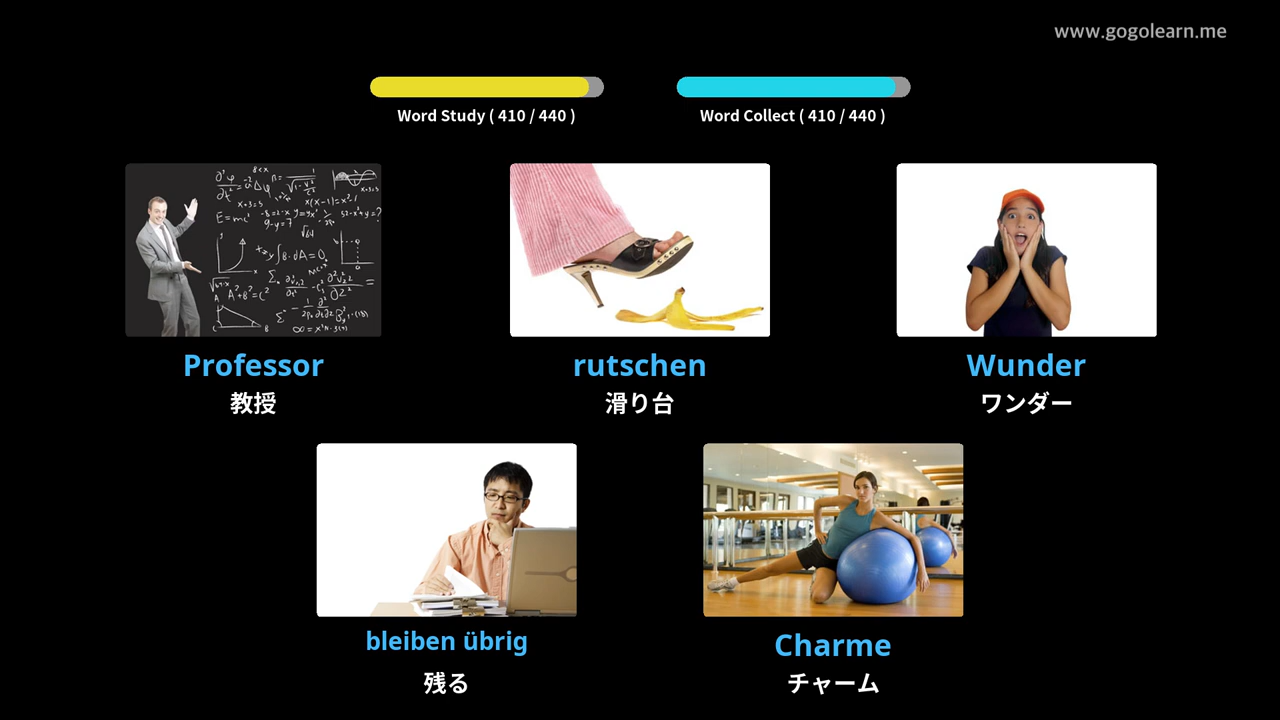 www.gogolearn.me
Word Study ( 410 / 440 )
Word Collect ( 410 / 440 )
Professor
教授
rutschen
滑り台
Wunder
ワンダー
bleiben übrig
残る
Charme
チャーム